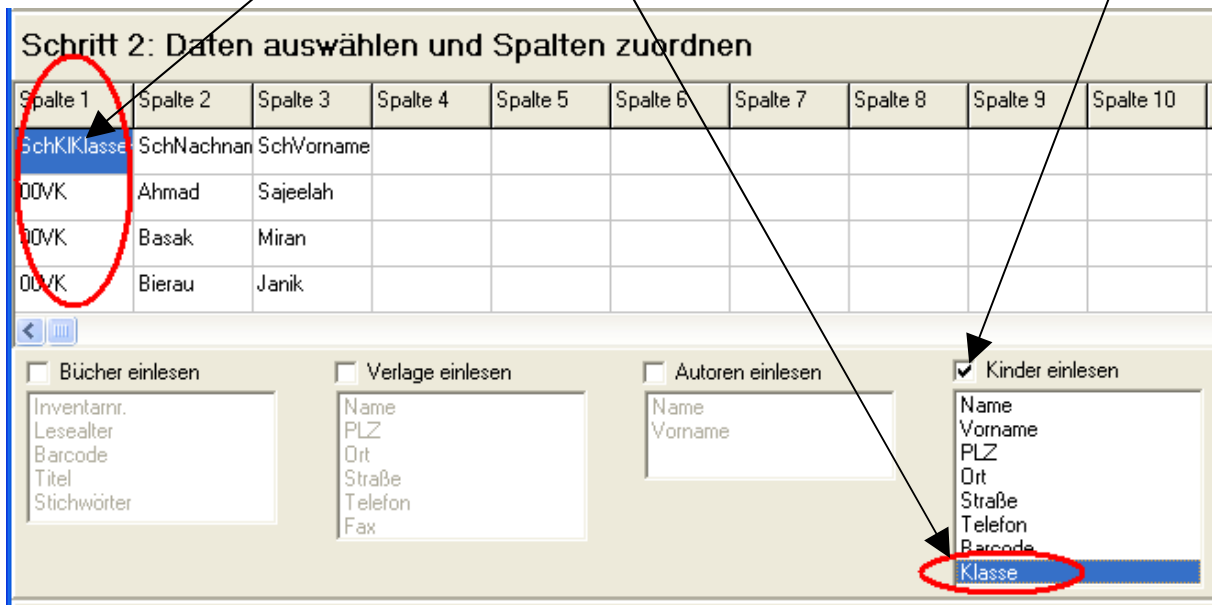 Schritt 2: Daten auswählen und Spalten zuordnen
Spalte 1 Spalte 2 Spalte 3 Spalte 4 Spalte 5 Spalte 6 Spalte 7 Spalte 8 Spalte 9 Spalte 10
SchKlKlasse SchNachnan SchVorname
00VK Ahmad Sajeelah
00VK Basak Miran
00VK Bierau Janik
Bücher einlesen
Inventarnr.
Lesealter
Barcode
Titel
Stichwörter
Verlage einlesen
Name
PLZ
Ort
Straße
Telefon
Fax
Autoren einlesen
Name
Vorname
Kinder einlesen
Name
Vorname
PLZ
Ort
Straße
Telefon
Barcode
Klasse